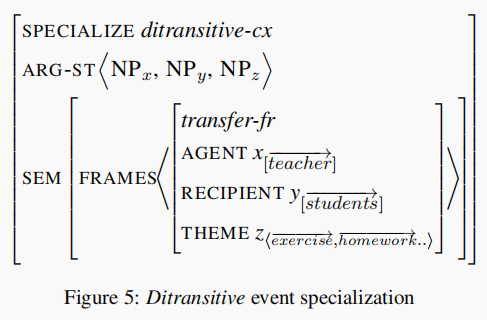 SPECIALIZE ditransitive-cx
ARG-ST⟨NPx, NPy, NPz⟩
transfer-fr
AGENT x[teacher]
SEM [FRAMES⟨ RECIPIENT y[students] ⟩]
THEME z⟨exercise,homework..⟩
Figure 5: Ditransitive event specialization